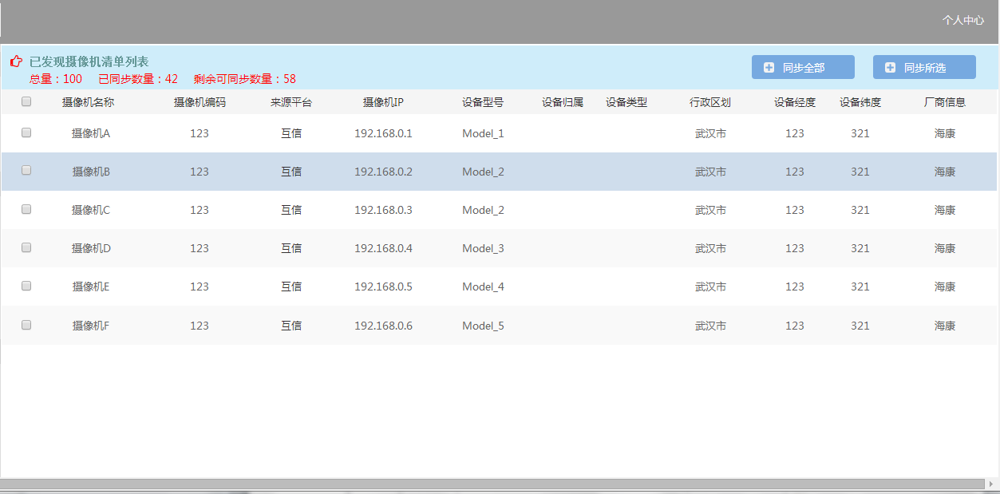 个人中心
已发现摄像机清单列表
总量：100 已同步数量：42 剩余可同步数量：58
同步全部 同步所选
摄像机名称 摄像机编码 来源平台 摄像机IP 设备型号 设备归属 设备类型 行政区划 设备经度 设备纬度 厂商信息
摄像机A 123 互信 192.168.0.1 Model_1 武汉市 123 321 海康
摄像机B 123 互信 192.168.0.2 Model_2 武汉市 123 321 海康
摄像机C 123 互信 192.168.0.3 Model_2 武汉市 123 321 海康
摄像机D 123 互信 192.168.0.4 Model_3 武汉市 123 321 海康
摄像机E 123 互信 192.168.0.5 Model_4 武汉市 123 321 海康
摄像机F 123 互信 192.168.0.6 Model_5 武汉市 123 321 海康